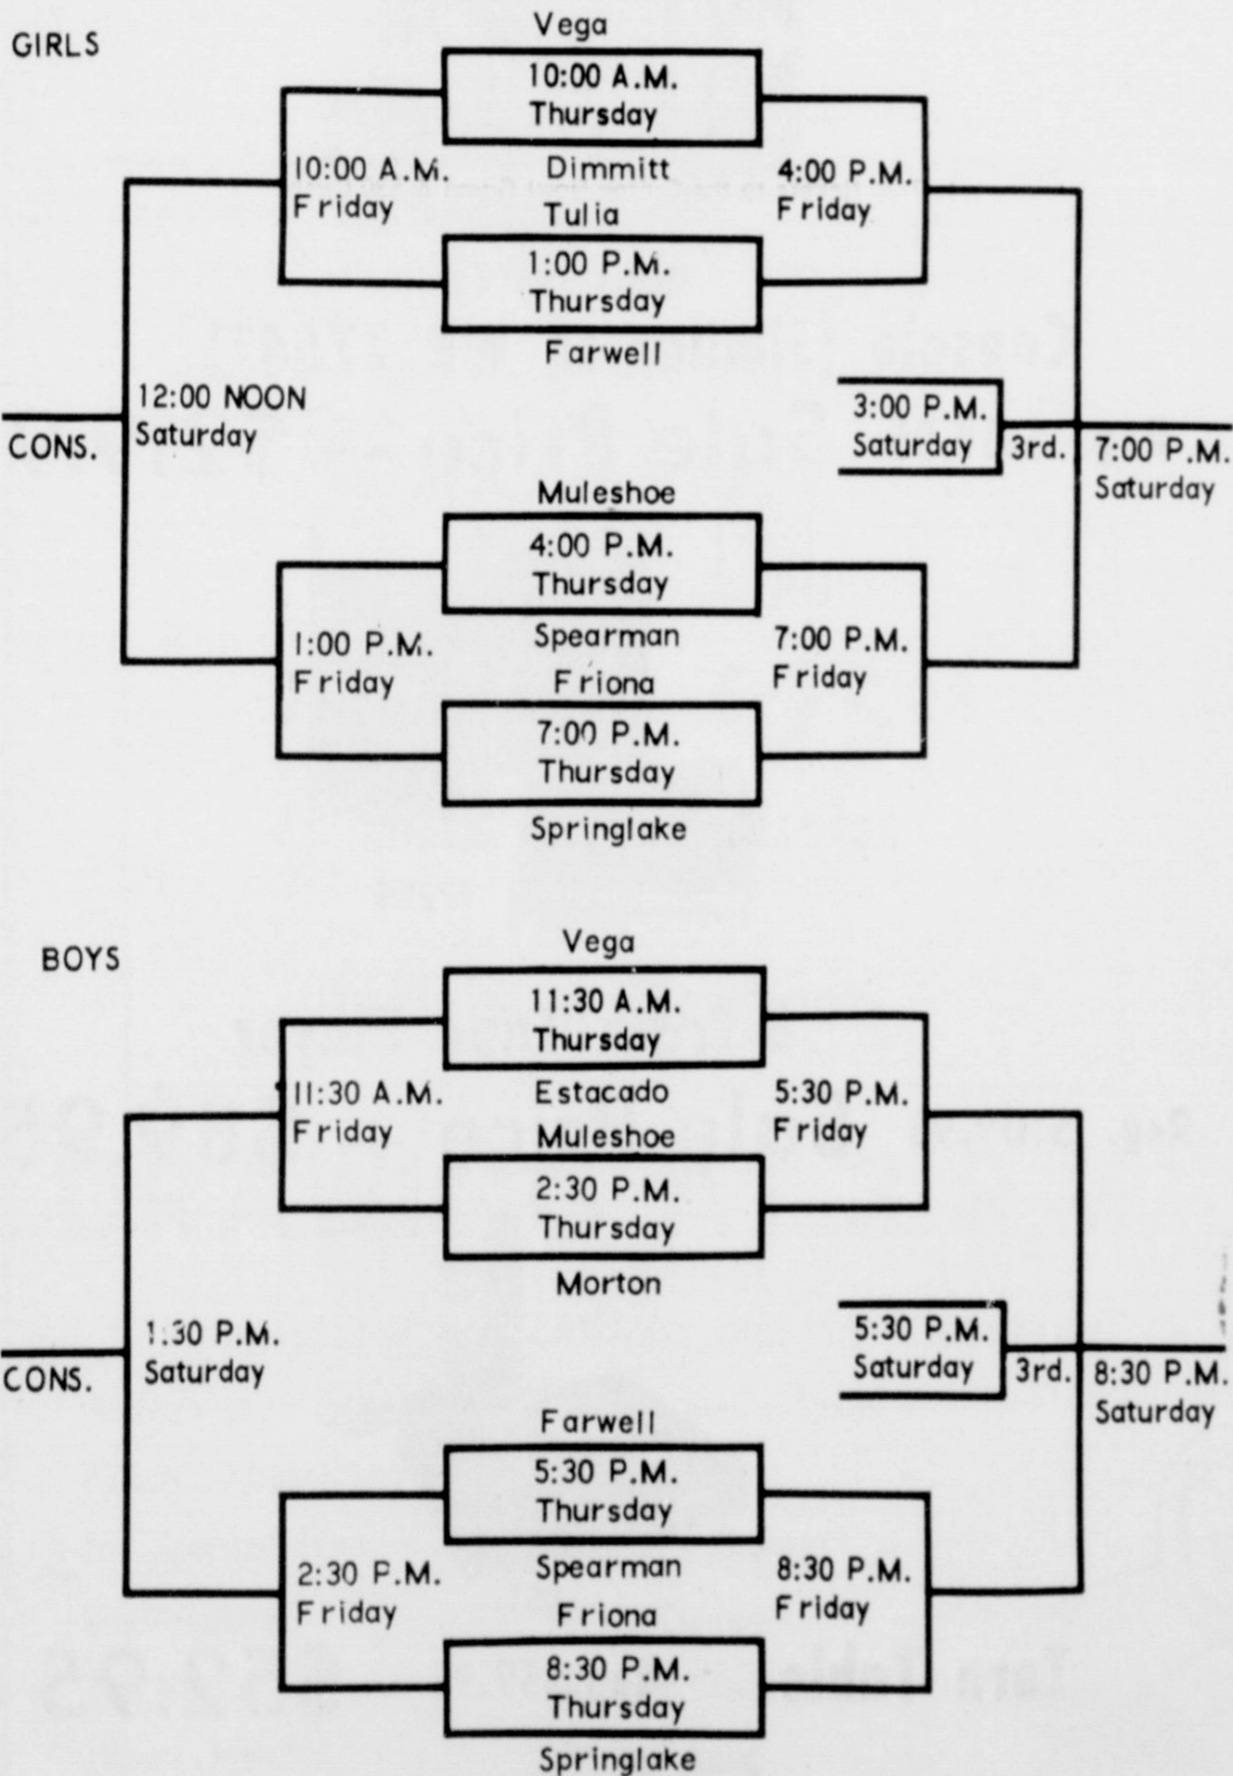 GIRLS
Vega
10:00 A.M.
Thursday
Dimmitt
10:00 A.M.
Friday
4:00 P.M.
Friday
Tulia
1:00 P.M.
Thursday
Farwell
12:00 NOON
Saturday
CONS.
3:00 P.M.
Saturday
3rd.
7:00 P.M.
Saturday
Muleshoe
4:00 P.M.
Thursday
Spearman
1:00 P.M.
Friday
7:00 P.M.
Friday
Friona
7:00 P.M.
Thursday
Springlake
BOYS
Vega
11:30 A.M.
Thursday
Estacado
11:30 A.M.
Friday
5:30 P.M.
Friday
Muleshoe
2:30 P.M.
Thursday
Morton
1:30 P.M.
Saturday
CONS.
5:30 P.M.
Saturday
3rd.
8:30 P.M.
Saturday
Farwell
5:30 P.M.
Thursday
Spearman
2:30 P.M.
Friday
8:30 P.M.
Friday
Friona
8:30 P.M.
Thursday
Springlake